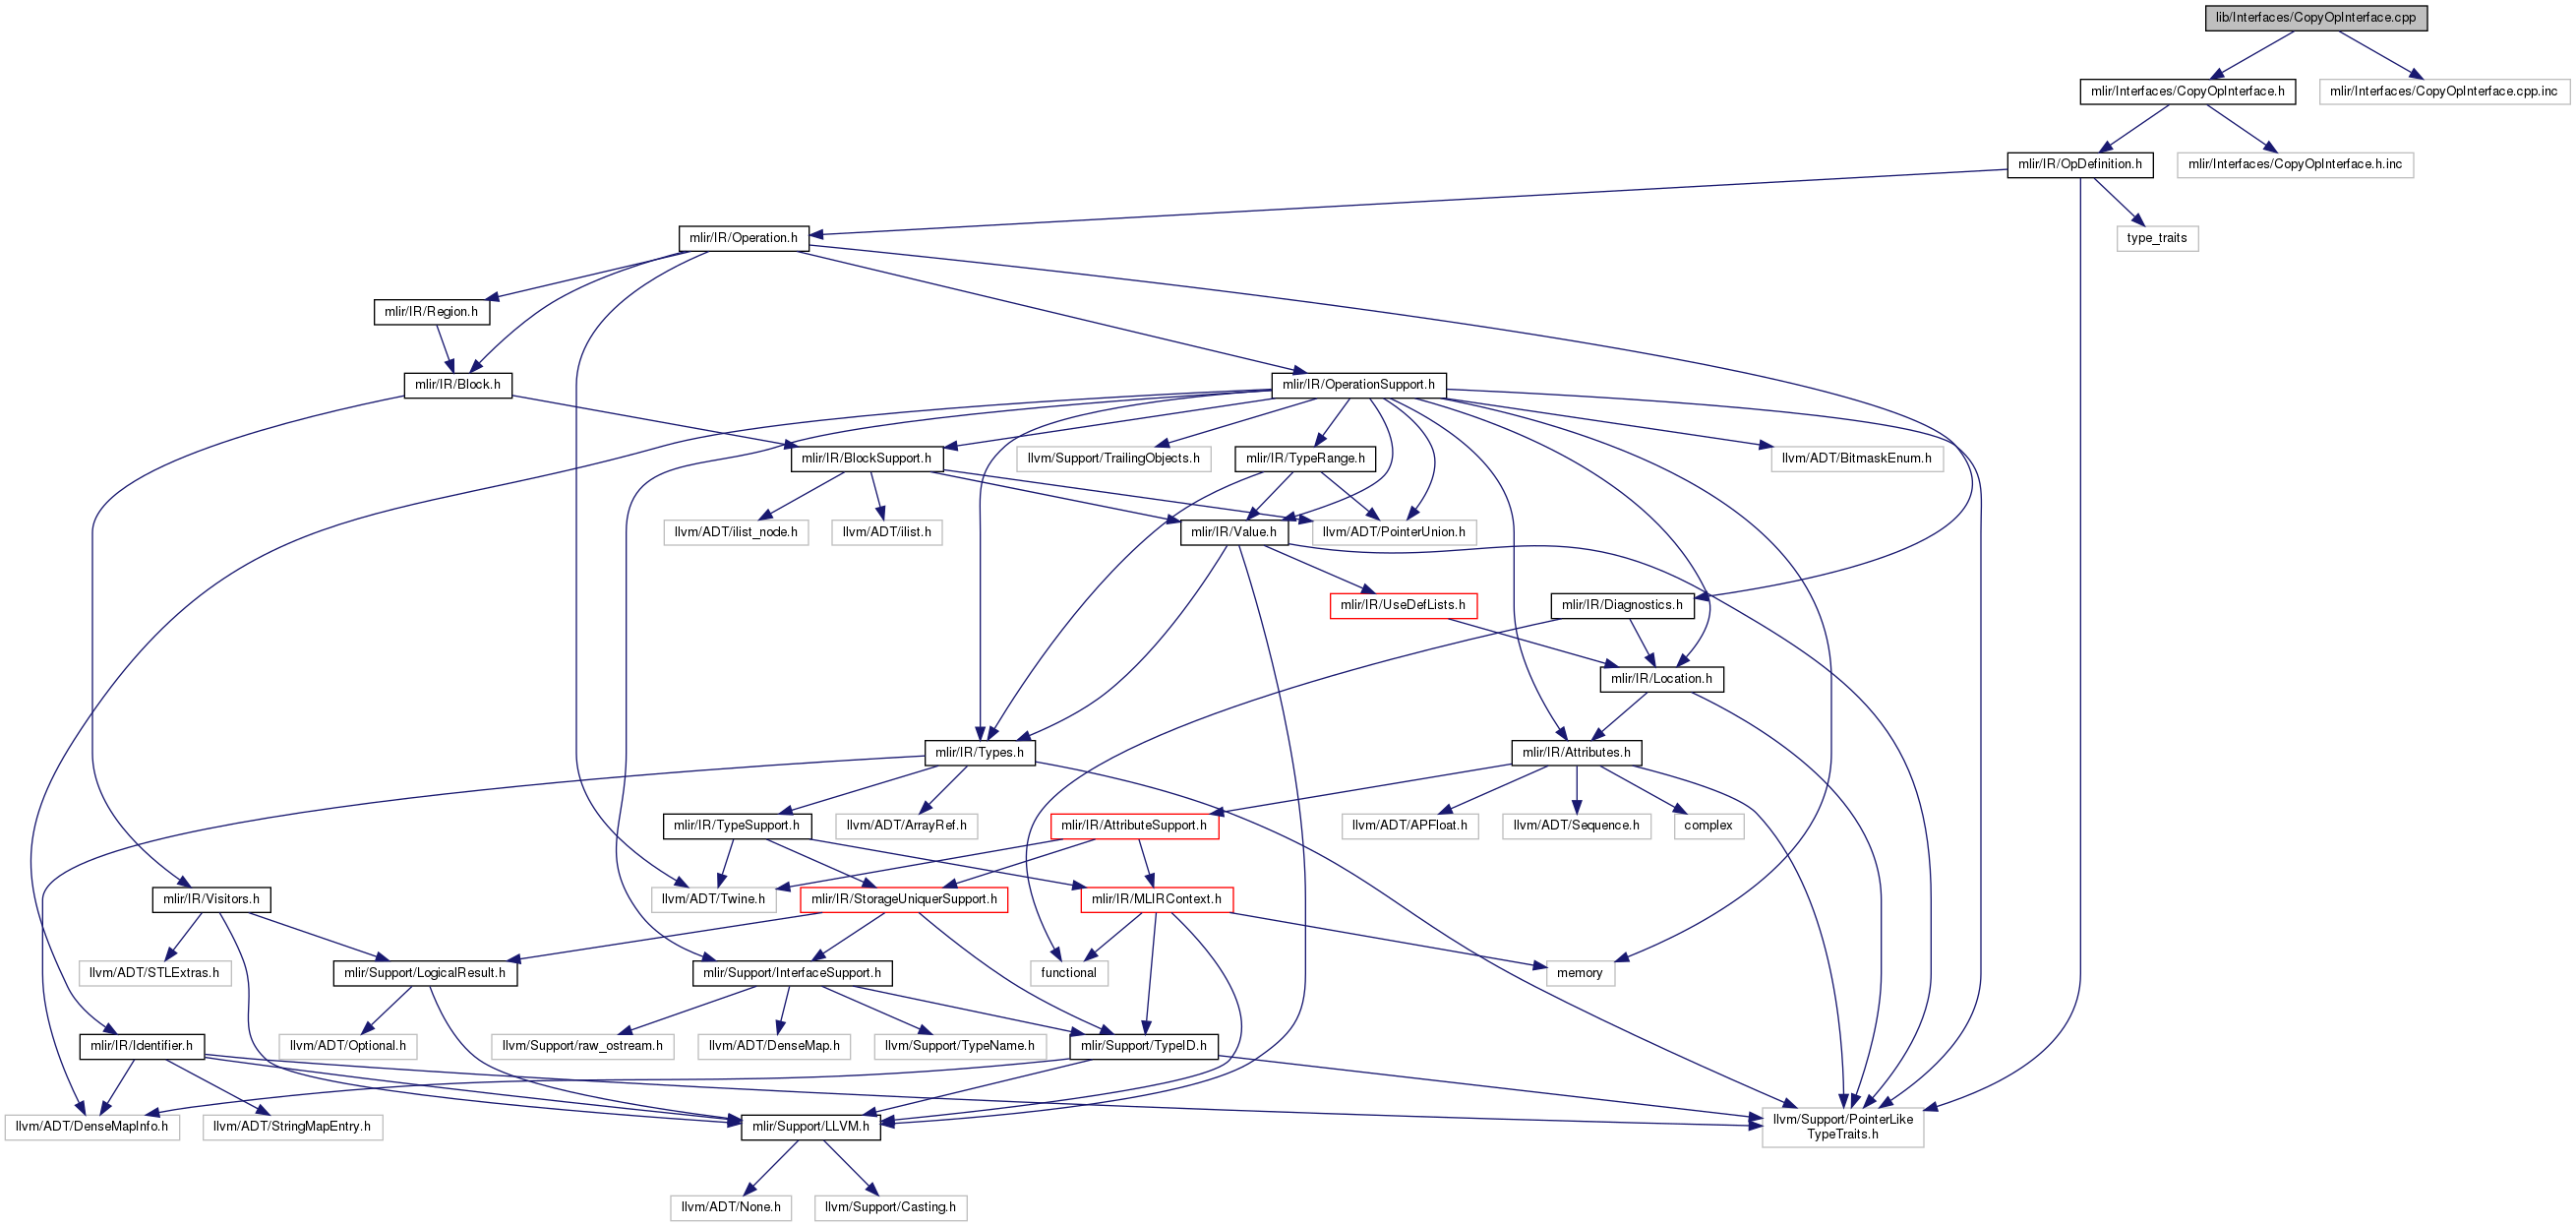 lib/Interfaces/CopyOpInterface.cpp
mlir/Interfaces/CopyOpInterface.h
mlir/Interfaces/CopyOpInterface.cpp.inc
mlir/IR/OpDefinition.h
mlir/Interfaces/CopyOpInterface.h.inc
mlir/IR/Operation.h
type_traits
mlir/IR/Region.h
mlir/IR/Block.h
mlir/IR/OperationSupport.h
mlir/IR/BlockSupport.h
llvm/Support/TrailingObjects.h
mlir/IR/TypeRange.h
llvm/ADT/BitmaskEnum.h
llvm/ADT/ilist_node.h
llvm/ADT/ilist.h
mlir/IR/Value.h
llvm/ADT/PointerUnion.h
mlir/IR/UseDefLists.h
mlir/IR/Diagnostics.h
mlir/IR/Location.h
mlir/IR/Types.h
mlir/IR/Attributes.h
mlir/IR/TypeSupport.h
llvm/ADT/ArrayRef.h
mlir/IR/AttributeSupport.h
llvm/ADT/APFloat.h
llvm/ADT/Sequence.h
complex
mlir/IR/Visitors.h
llvm/ADT/Twine.h
mlir/IR/StorageUniquerSupport.h
mlir/IR/MLIRContext.h
llvm/ADT/STLExtras.h
mlir/Support/LogicalResult.h
mlir/Support/InterfaceSupport.h
functional
memory
mlir/IR/Identifier.h
llvm/ADT/Optional.h
llvm/Support/raw_ostream.h
llvm/ADT/DenseMap.h
llvm/Support/TypeName.h
mlir/Support/TypeID.h
llvm/ADT/DenseMapInfo.h
llvm/ADT/StringMapEntry.h
mlir/Support/LLVM.h
llvm/Support/PointerLike
TypeTraits.h
llvm/ADT/None.h
llvm/Support/Casting.h